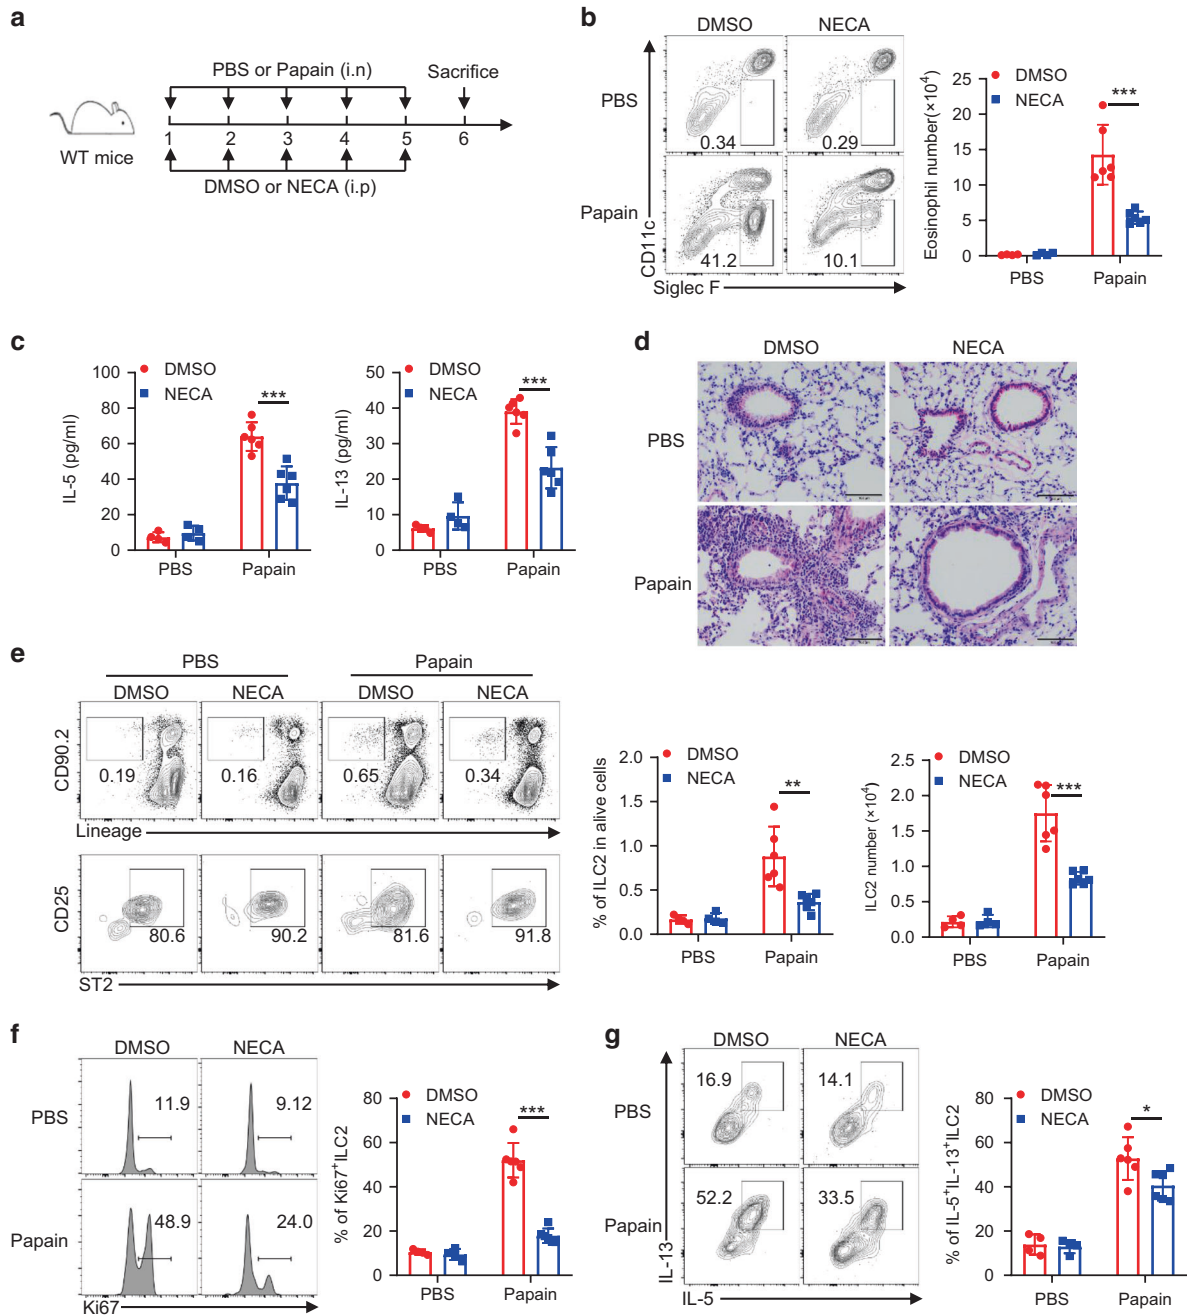 a
PBS or Papain (i.n)
Sacrifice
1 2 3 4 5 6
WT mice
DMSO or NECA (i.p)
b
DMSO NECA
PBS
0.34 0.29
Papain
41.2 10.1
CD11c
Siglec F
Eosinophil number(×10⁴)
25
20
15
10
5
0
DMSO
NECA
***
PBS Papain
c
IL-5 (pg/ml)
100
80
60
40
20
0
DMSO
NECA
***
PBS Papain
IL-13 (pg/ml)
50
40
30
20
10
0
DMSO
NECA
***
PBS Papain
d
DMSO NECA
PBS
Papain
e
PBS Papain
DMSO NECA DMSO NECA
CD90.2
0.19 0.16 0.65 0.34
Lineage
CD25
80.6 90.2 81.6 91.8
ST2
% of ILC2 in alive cells
2.0
1.5
1.0
0.5
0.0
DMSO
NECA
**
PBS Papain
ILC2 number (×10⁴)
2.5
2.0
1.5
1.0
0.5
0.0
DMSO
NECA
***
PBS Papain
f
DMSO NECA
PBS
11.9 9.12
Papain
48.9 24.0
Ki67
% of Ki67⁺ILC2
80
60
40
20
0
DMSO
NECA
***
PBS Papain
g
DMSO NECA
PBS
16.9 14.1
Papain
52.2 33.5
IL-13
IL-5
% of IL-5⁺IL-13⁺ILC2
80
60
40
20
0
DMSO
NECA
*
PBS Papain